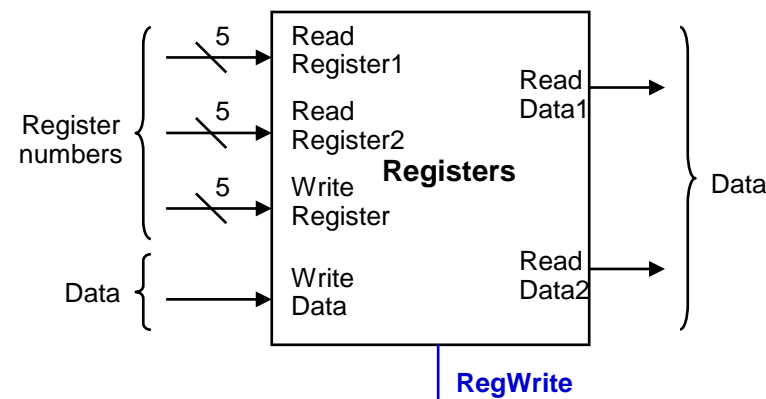 Register
numbers
5
Read
Register1
5
Read
Register2
5
Write
Register
Data
Write
Data
Registers
Read
Data1
Read
Data2
Data
RegWrite